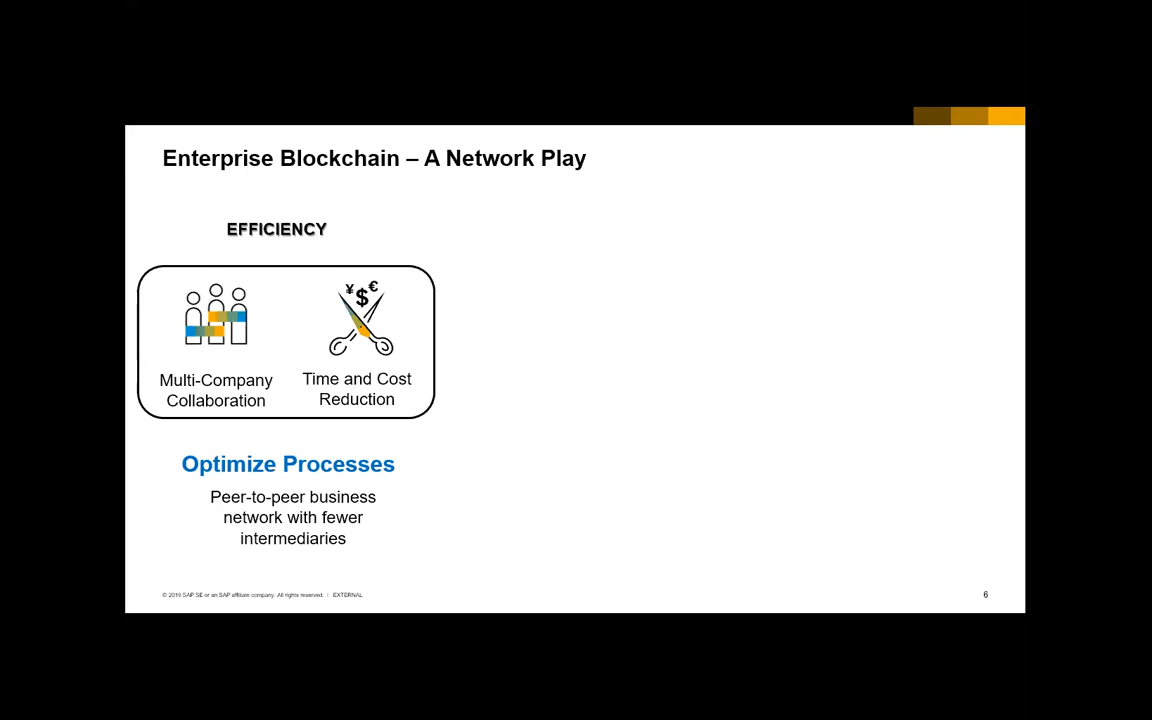 Enterprise Blockchain – A Network Play
EFFICIENCY
¥ $ €
Multi-Company
Collaboration
Time and Cost
Reduction
Optimize Processes
Peer-to-peer business
network with fewer
intermediaries
© 2019 SAP SE or an SAP affiliate company. All rights reserved. | EXTERNAL
6